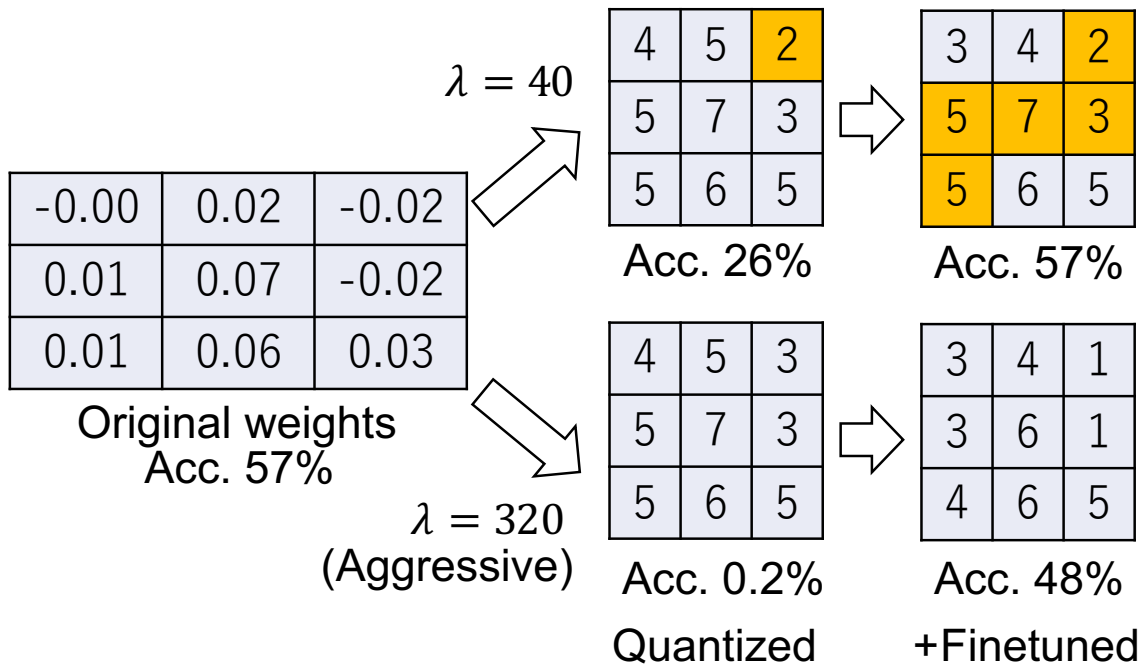 λ = 40
4 5 2
5 7 3
5 6 5
Acc. 26%
3 4 2
5 7 3
5 6 5
Acc. 57%
-0.00 0.02 -0.02
0.01 0.07 -0.02
0.01 0.06 0.03
Original weights
Acc. 57%
λ = 320
(Aggressive)
4 5 3
5 7 3
5 6 5
Acc. 0.2%
Quantized
3 4 1
3 6 1
4 6 5
Acc. 48%
+Finetuned